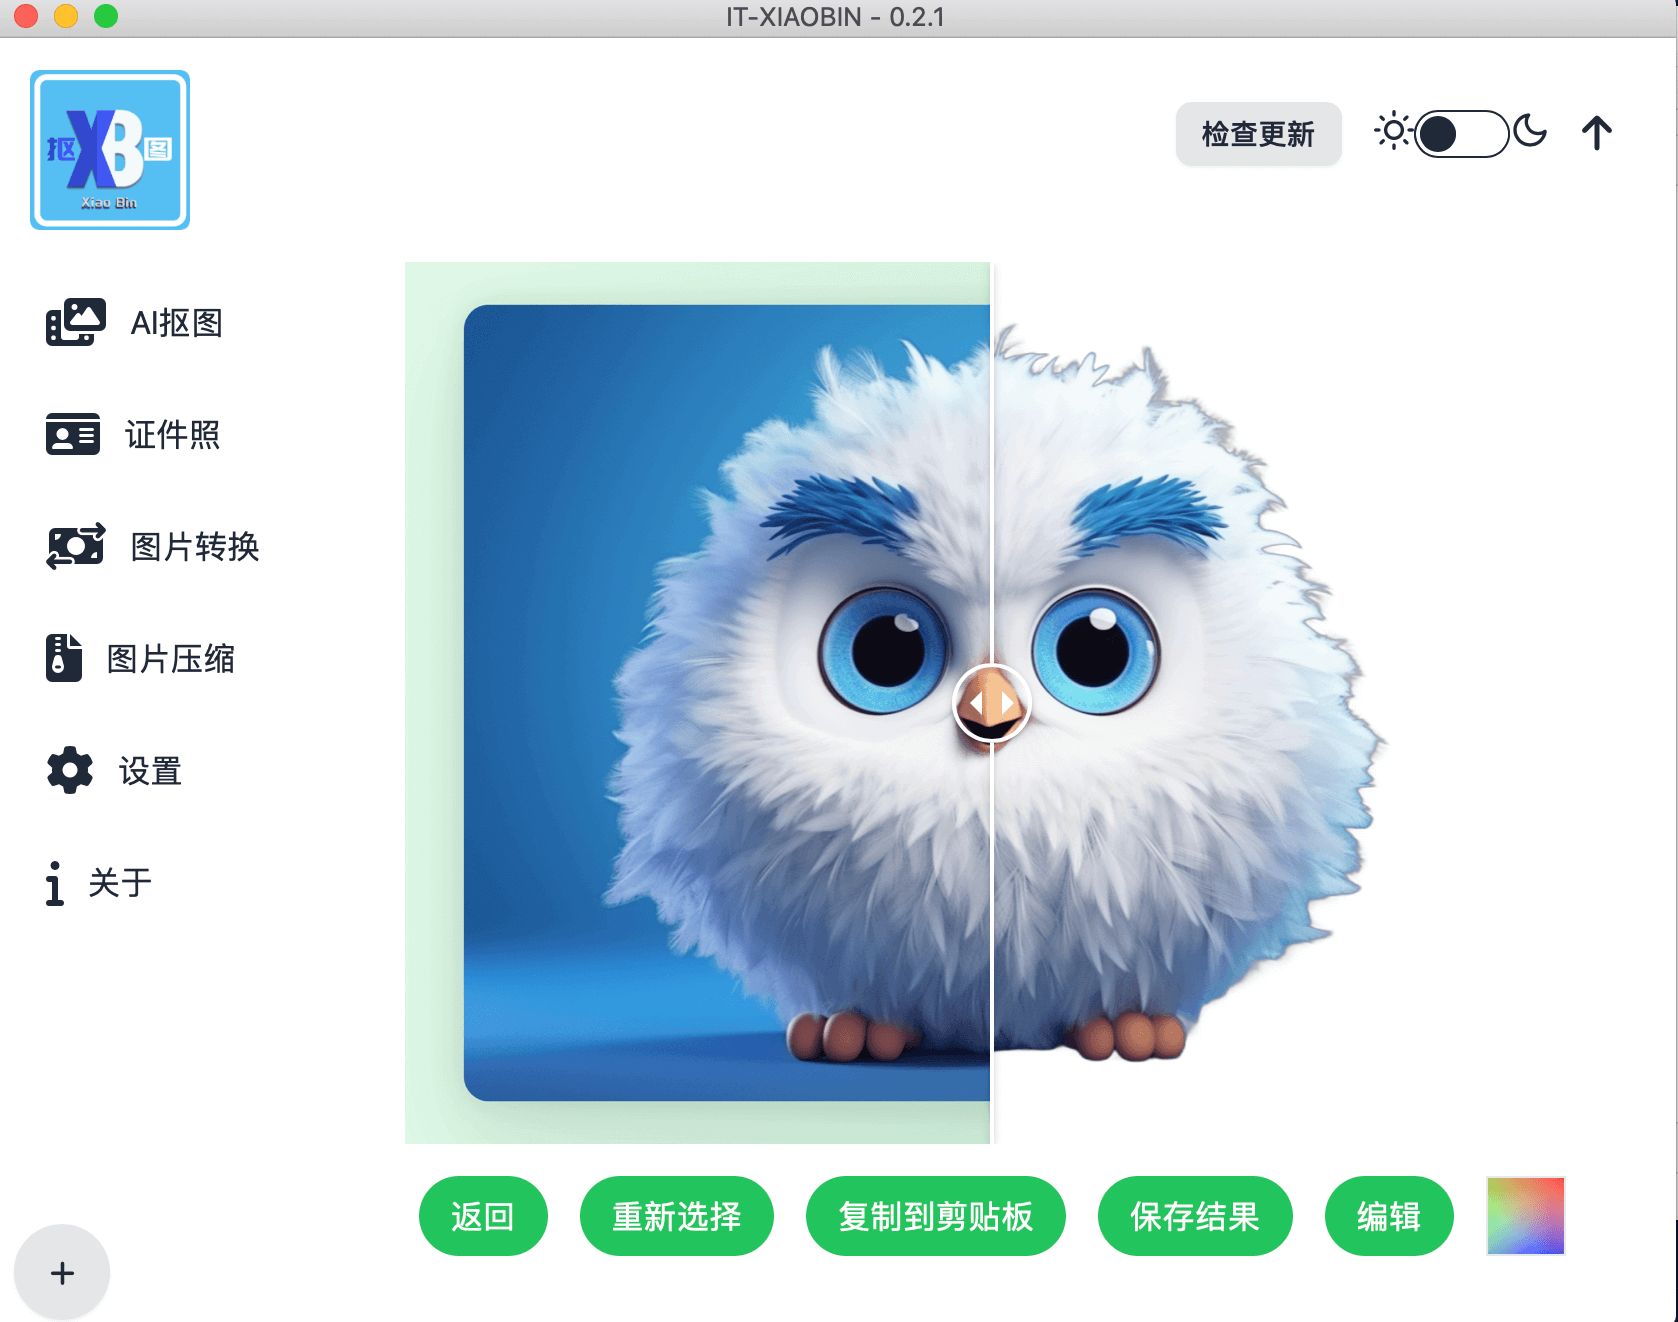 IT-XIAOBIN - 0.2.1
抠XB图
Xiao Bin
检查更新
AI抠图
证件照
图片转换
图片压缩
设置
关于
返回
重新选择
复制到剪贴板
保存结果
编辑